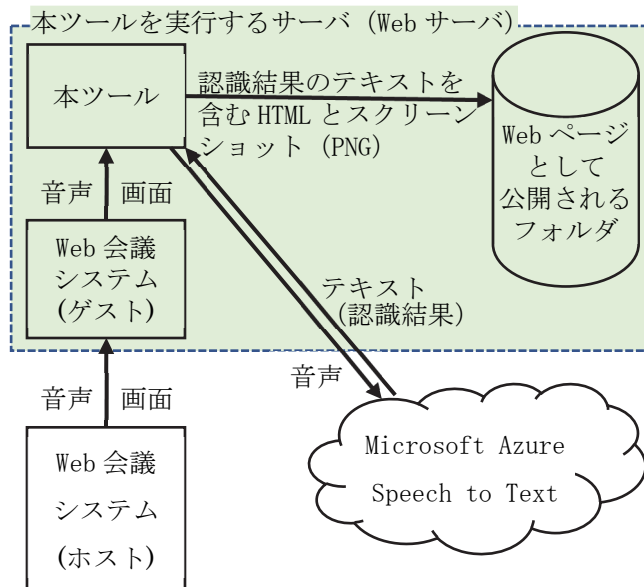 本ツールを実行するサーバ（Web サーバ）
本ツール
認識結果のテキストを
含む HTML とスクリーン
ショット（PNG）
Web ページ
として
公開される
フォルダ
音声
画面
Web 会議
システム
(ゲスト)
テキスト
(認識結果)
音声
音声
画面
Web 会議
システム
(ホスト)
Microsoft Azure
Speech to Text